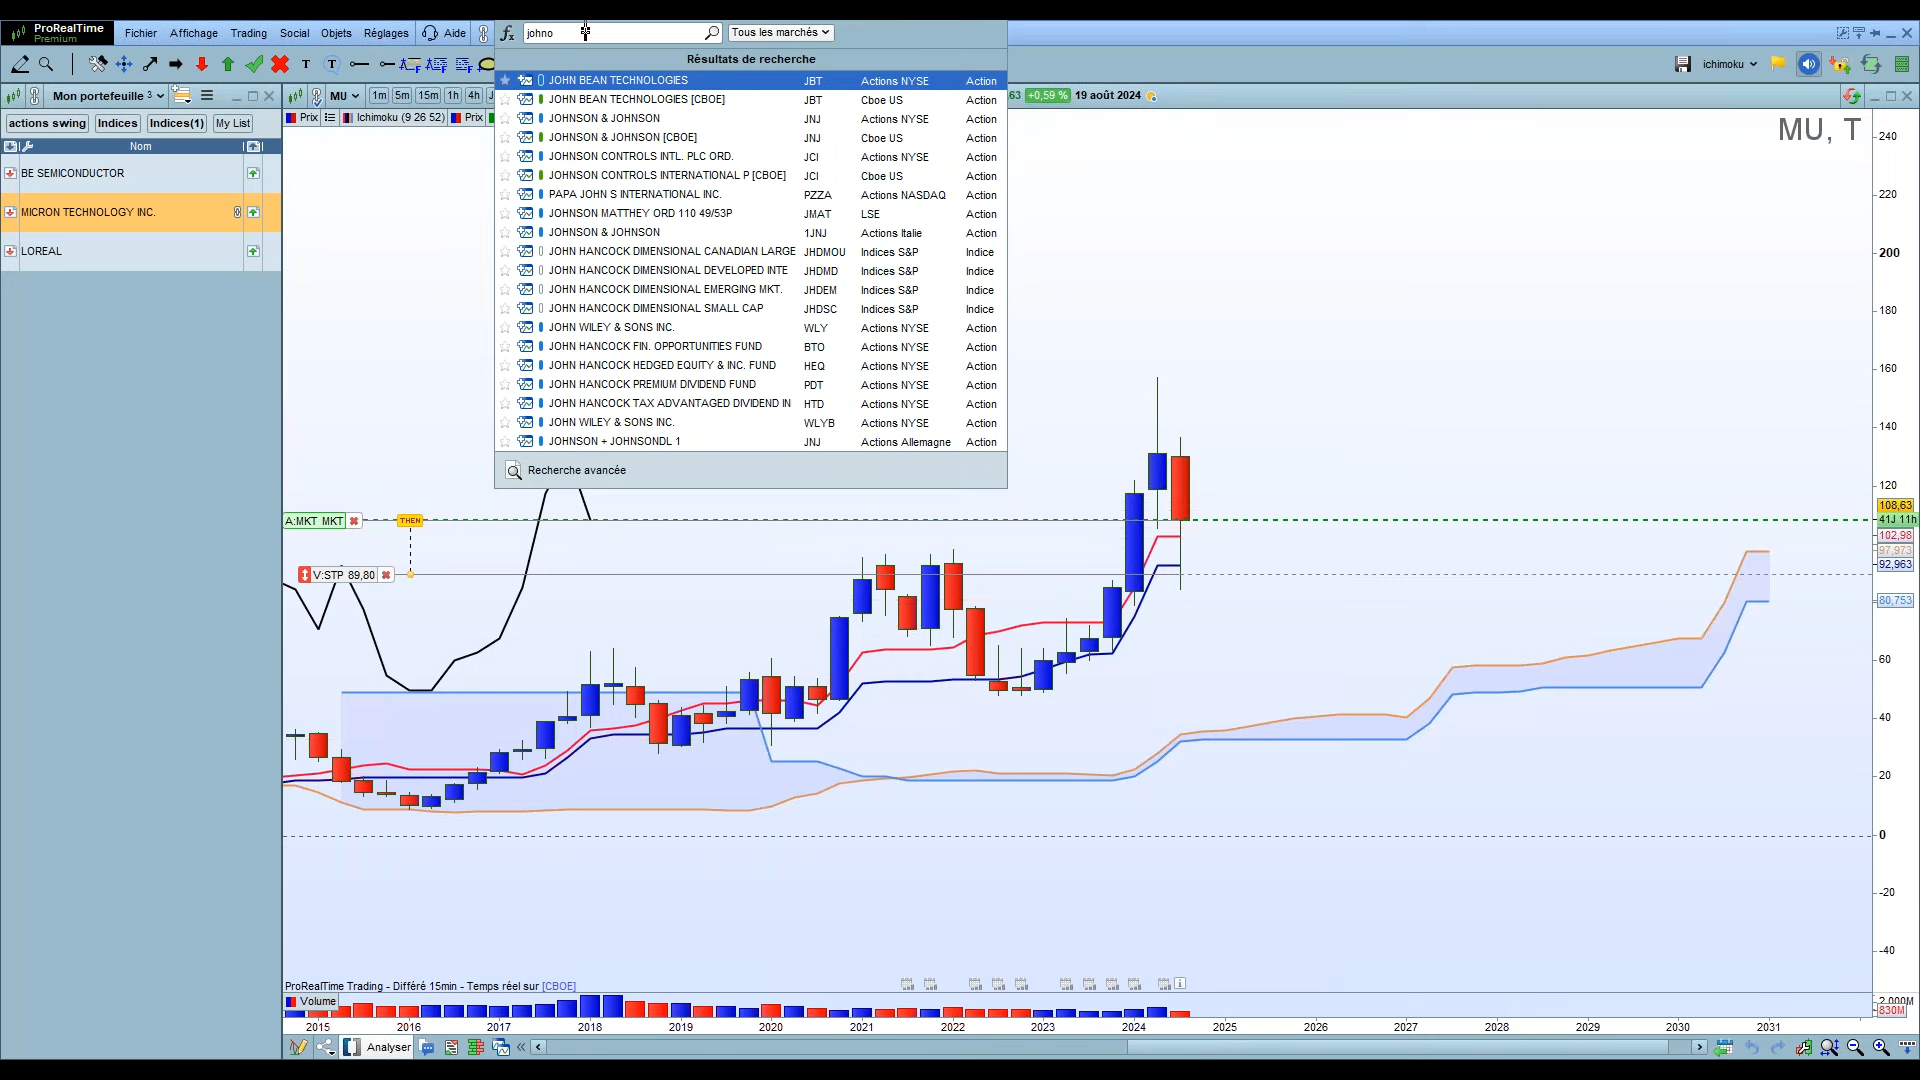 ProRealTime
Premium
Fichier Affichage Trading Social Objets Réglages Aide
johno
Tous les marchés
Résultats de recherche
JOHN BEAN TECHNOLOGIES JBT Actions NYSE Action
JOHN BEAN TECHNOLOGIES [CBOE] JBT Cboe US Action
JOHNSON & JOHNSON JNJ Actions NYSE Action
JOHNSON & JOHNSON [CBOE] JNJ Cboe US Action
JOHNSON CONTROLS INTL. PLC ORD. JCI Actions NYSE Action
JOHNSON CONTROLS INTERNATIONAL P [CBOE] JCI Cboe US Action
PAPA JOHN S INTERNATIONAL INC. PZZA Actions NASDAQ Action
JOHNSON MATTHEY ORD 110 49/53P JMAT LSE Action
JOHNSON & JOHNSON 1JNJ Actions Italie Action
JOHN HANCOCK DIMENSIONAL CANADIAN LARGE JHDMOU Indices S&P Indice
JOHN HANCOCK DIMENSIONAL DEVELOPED INTE JHDMD Indices S&P Indice
JOHN HANCOCK DIMENSIONAL EMERGING MKT. JHDEM Indices S&P Indice
JOHN HANCOCK DIMENSIONAL SMALL CAP JHDSC Indices S&P Indice
JOHN WILEY & SONS INC. WLY Actions NYSE Action
JOHN HANCOCK FIN. OPPORTUNITIES FUND BTO Actions NYSE Action
JOHN HANCOCK HEDGED EQUITY & INC. FUND HEQ Actions NYSE Action
JOHN HANCOCK PREMIUM DIVIDEND FUND PDT Actions NYSE Action
JOHN HANCOCK TAX ADVANTAGED DIVIDEND IN HTD Actions NYSE Action
JOHN WILEY & SONS INC. WLYB Actions NYSE Action
JOHNSON + JOHNSONDL 1 JNJ Actions Allemagne Action
Recherche avancée
ichimoku
Mon portefeuille 3
MU 1m 5m 15m 1h 4h
63 +0,59 % 19 août 2024
actions swing Indices Indices(1) My List
Prix Ichimoku (9 26 52) Prix
Nom
BE SEMICONDUCTOR
MICRON TECHNOLOGY INC.
LOREAL
MU, T
240
220
200
180
160
140
120
108,63
41J 11h
102,98
97,973
92,963
80,753
60
40
20
0
-20
-40
A:MKT MKT THEN
V:STP 89,80
ProRealTime Trading - Différé 15min - Temps réel sur [CBOE]
Volume
2 000M
830M
2015 2016 2017 2018 2019 2020 2021 2022 2023 2024 2025 2026 2027 2028 2029 2030 2031
Analyser